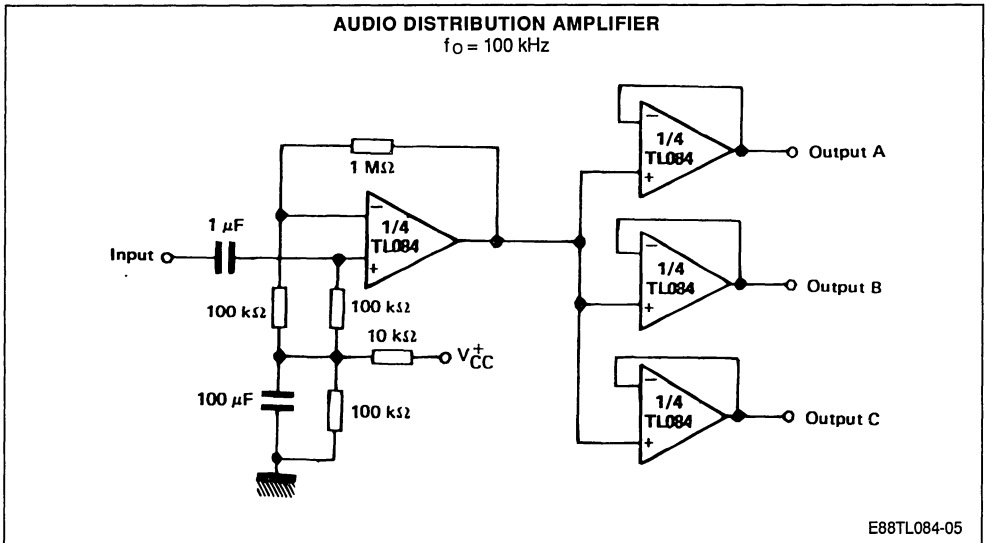 AUDIO DISTRIBUTION AMPLIFIER
fO = 100 kHz
1 MΩ
1/4
TL084
1 µF
Input
100 kΩ
100 kΩ
10 kΩ
V+CC
100 µF
100 kΩ
1/4
TL084
Output A
1/4
TL084
Output B
1/4
TL084
Output C
E88TL084-05